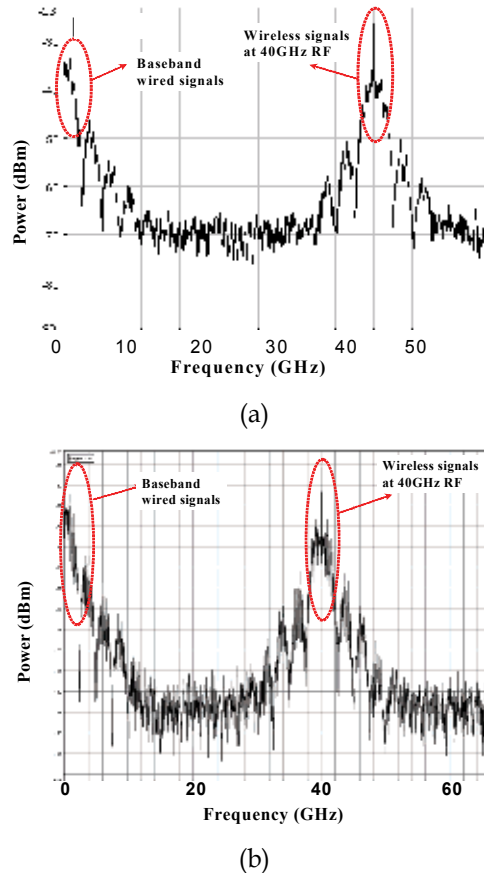 Baseband
wired signals
Wireless signals
at 40GHz RF
Power (dBm)
0 10 20 30 40 50
Frequency (GHz)
(a)
Baseband
wired signals
Wireless signals
at 40GHz RF
Power (dBm)
0 20 40 60
Frequency (GHz)
(b)